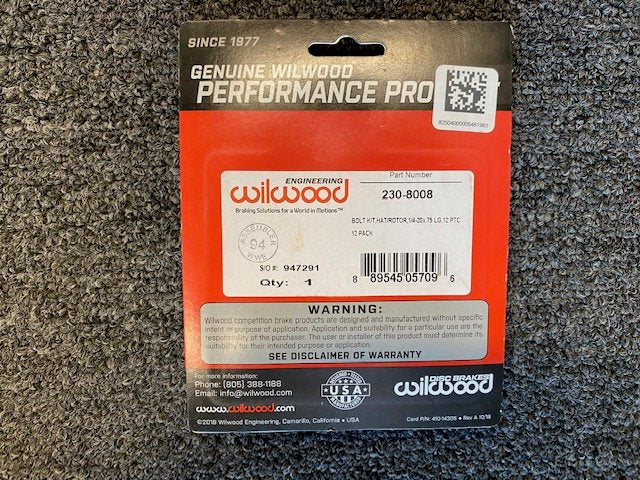 SINCE 1977
GENUINE WILWOOD
PERFORMANCE PRO
Part Number
ENGINEERING
wilwood
230-8008
Braking Solutions for a World in Motions™
BOLT KIT,HAT/ROTOR,1/4-20x.75 LG,12 PTC
12 PACK
ASSEMBLER
94
WWE
S/O #: 947291
Qty: 1
8 89545 05709 6
WARNING:
Wilwood competition brake products are designed and manufactured without specific
intent or purpose of application. Application and suitability for a particular use are the
responsibility of the purchaser. The user or installer of this product must determine its
suitability for their intended purpose or application.
SEE DISCLAIMER OF WARRANTY
For more information:
Phone: (805) 388-1188
Email: info@wilwood.com
www.wilwood.com
USA
DISC BRAKES
wilwood
©2018 Wilwood Engineering, Camarillo, California • USA
Card P/N: 410-14305 • Rev A 10/18